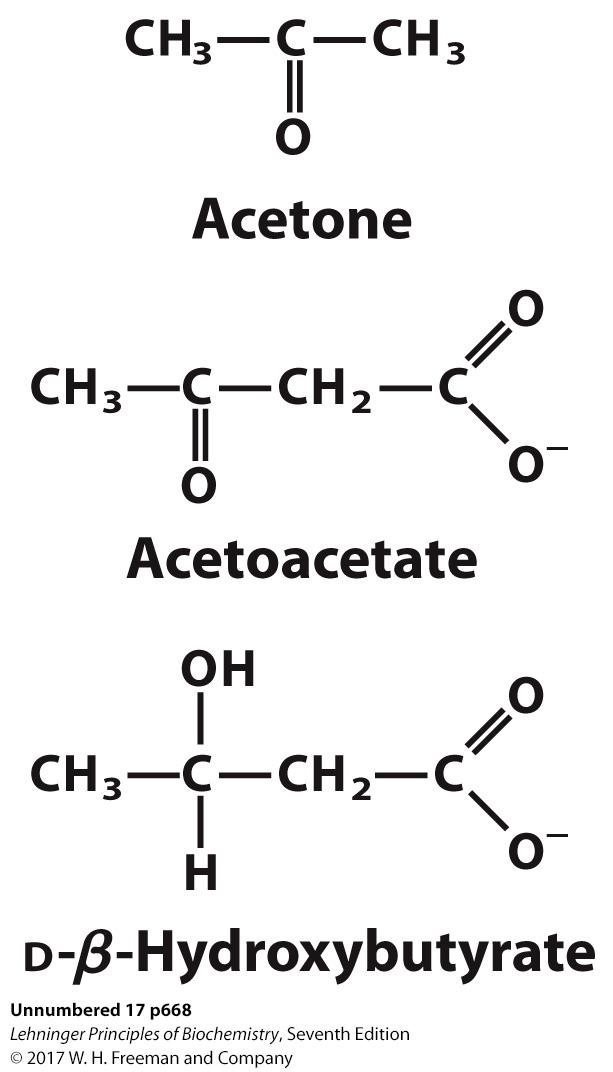 CH₃—C—CH₃
O
Acetone
O
CH₃—C—CH₂—C
O⁻
O
Acetoacetate
OH
O
CH₃—C—CH₂—C
O⁻
H
D-β-Hydroxybutyrate
Unnumbered 17 p668
Lehninger Principles of Biochemistry, Seventh Edition
© 2017 W. H. Freeman and Company